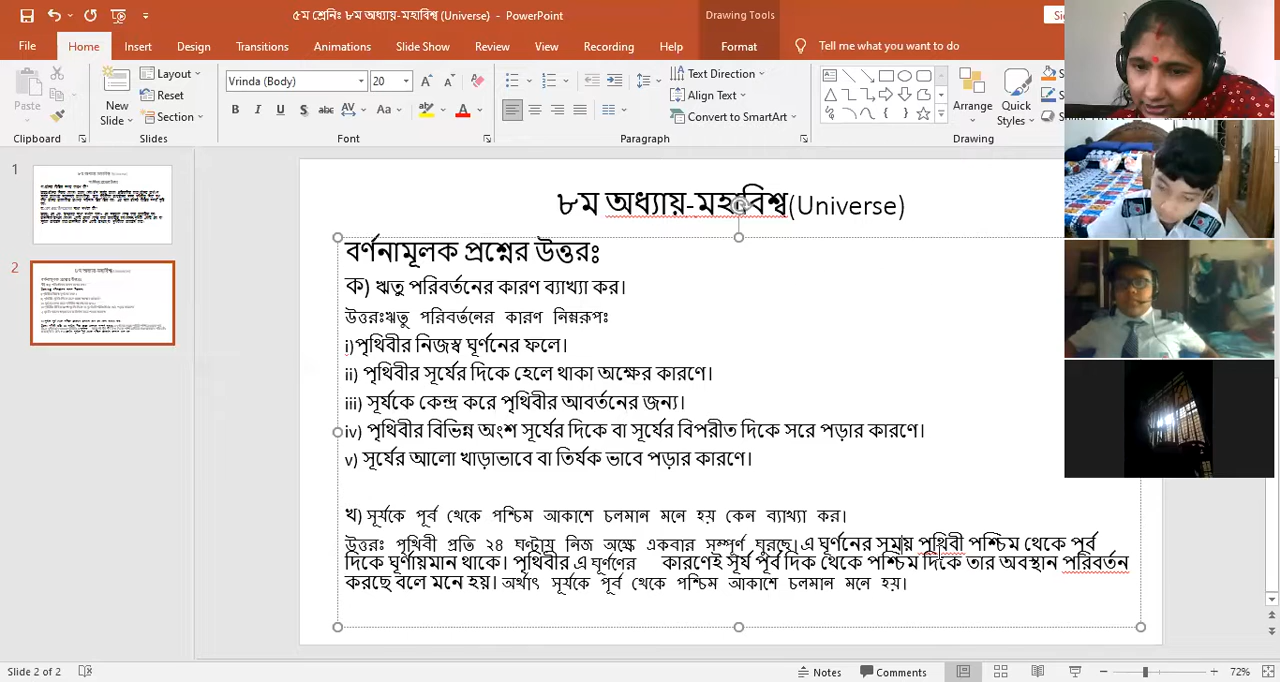 ৫ম শ্রেনিঃ ৮ম অধ্যায়-মহাবিশ্ব (Universe) - PowerPoint
Drawing Tools
File Home Insert Design Transitions Animations Slide Show Review View Recording Help Format Tell me what you want to do
Paste
Clipboard
New Slide
Layout
Reset
Section
Slides
Vrinda (Body) 20
B I U S abc AV Aa A
Font
Text Direction
Align Text
Convert to SmartArt
Paragraph
Arrange
Quick Styles
Drawing
1
2
৮ম অধ্যায়-মহাবিশ্ব(Universe)
বর্ণনামূলক প্রশ্নের উত্তরঃ
ক) ঋতু পরিবর্তনের কারণ ব্যাখ্যা কর।
উত্তরঃঋতু পরিবর্তনের কারণ নিম্নরূপঃ
i)পৃথিবীর নিজস্ব ঘূর্ণনের ফলে।
ii) পৃথিবীর সূর্যের দিকে হেলে থাকা অক্ষের কারণে।
iii) সূর্যকে কেন্দ্র করে পৃথিবীর আবর্তনের জন্য।
iv) পৃথিবীর বিভিন্ন অংশ সূর্যের দিকে বা সূর্যের বিপরীত দিকে সরে পড়ার কারণে।
v) সূর্যের আলো খাড়াভাবে বা তির্যক ভাবে পড়ার কারণে।
খ) সূর্যকে পূর্ব থেকে পশ্চিম আকাশে চলমান মনে হয় কেন ব্যাখ্যা কর।
উত্তরঃ পৃথিবী প্রতি ২৪ ঘণ্টায় নিজ অক্ষে একবার সম্পূর্ণ ঘুরছে। এ ঘূর্ণনের সময় পৃথিবী পশ্চিম থেকে পূর্ব
দিকে ঘূর্ণায়মান থাকে। পৃথিবীর এ ঘূর্ণণের কারণেই সূর্য পূর্ব দিক থেকে পশ্চিম দিকে তার অবস্থান পরিবর্তন
করছে বলে মনে হয়। অর্থাৎ সূর্যকে পূর্ব থেকে পশ্চিম আকাশে চলমান মনে হয়।
Slide 2 of 2
Notes Comments 72%